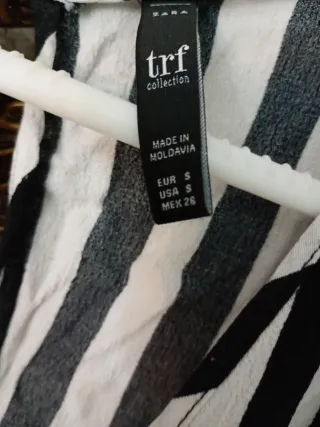 ZARA
trf
collection
MADE IN
MOLDAVIA
EUR S
USA S
MEX 26